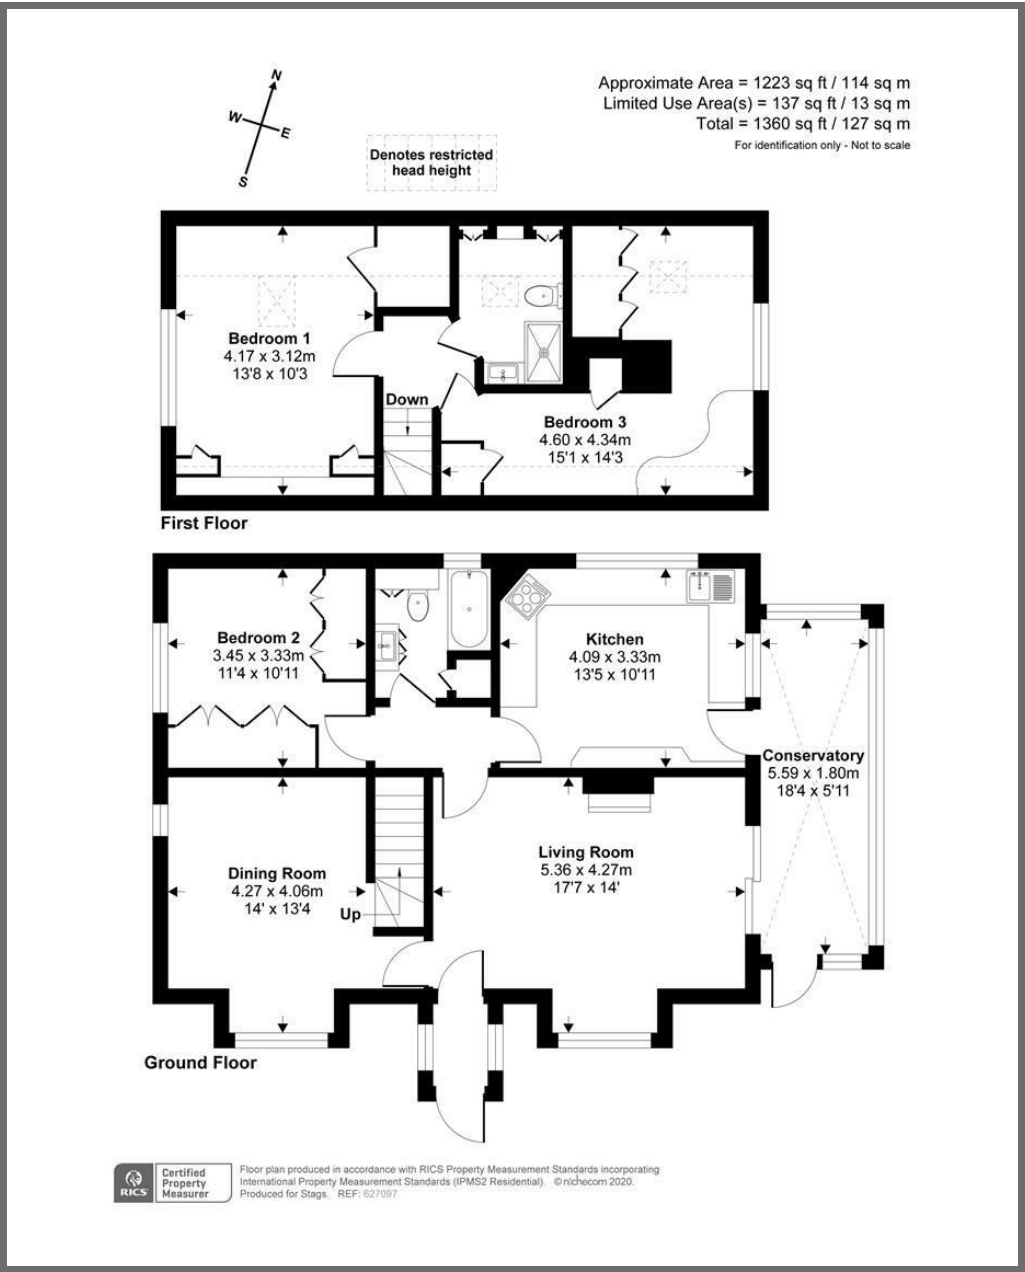 N
W
E
S
Approximate Area = 1223 sq ft / 114 sq m
Limited Use Area(s) = 137 sq ft / 13 sq m
Total = 1360 sq ft / 127 sq m
For identification only - Not to scale
Denotes restricted
head height
Bedroom 1
4.17 x 3.12m
13'8 x 10'3
Down
Bedroom 3
4.60 x 4.34m
15'1 x 14'3
First Floor
Bedroom 2
3.45 x 3.33m
11'4 x 10'11
Kitchen
4.09 x 3.33m
13'5 x 10'11
Conservatory
5.59 x 1.80m
18'4 x 5'11
Dining Room
4.27 x 4.06m
14' x 13'4
Up
Living Room
5.36 x 4.27m
17'7 x 14'
Ground Floor
RICS
Certified
Property
Measurer
Floor plan produced in accordance with RICS Property Measurement Standards incorporating
International Property Measurement Standards (IPMS2 Residential). © nichecom 2020.
Produced for Stags. REF: 627097